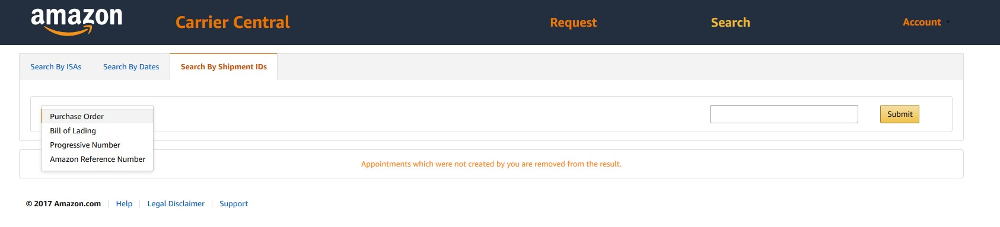 amazon Carrier Central Request Search Account
Search By ISAs Search By Dates Search By Shipment IDs
Purchase Order Submit
Bill of Lading
Progressive Number
Amazon Reference Number
Appointments which were not created by you are removed from the result.
© 2017 Amazon.com Help Legal Disclaimer Support